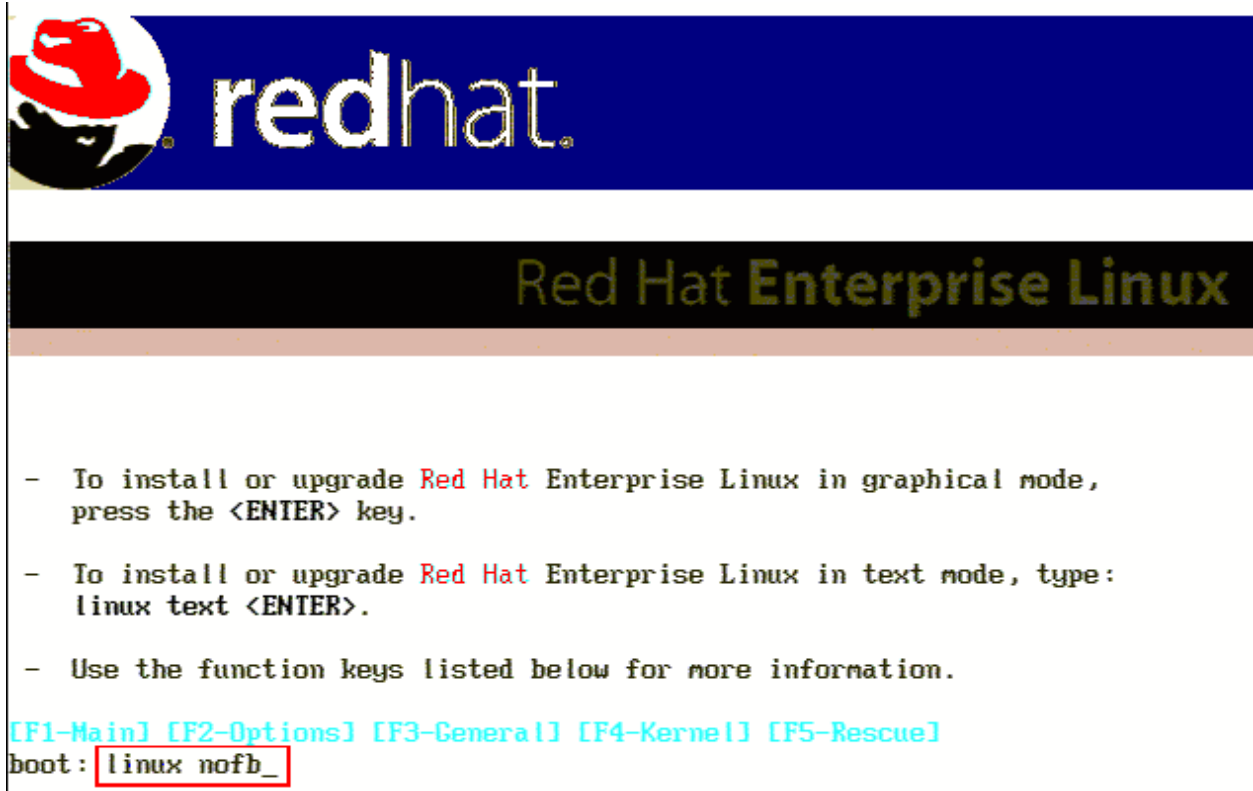 redhat.
Red Hat Enterprise Linux
- To install or upgrade Red Hat Enterprise Linux in graphical mode,
press the <ENTER> key.
- To install or upgrade Red Hat Enterprise Linux in text mode, type:
linux text <ENTER>.
- Use the function keys listed below for more information.
[F1-Main] [F2-Options] [F3-General] [F4-Kernel] [F5-Rescue]
boot: linux nofb_